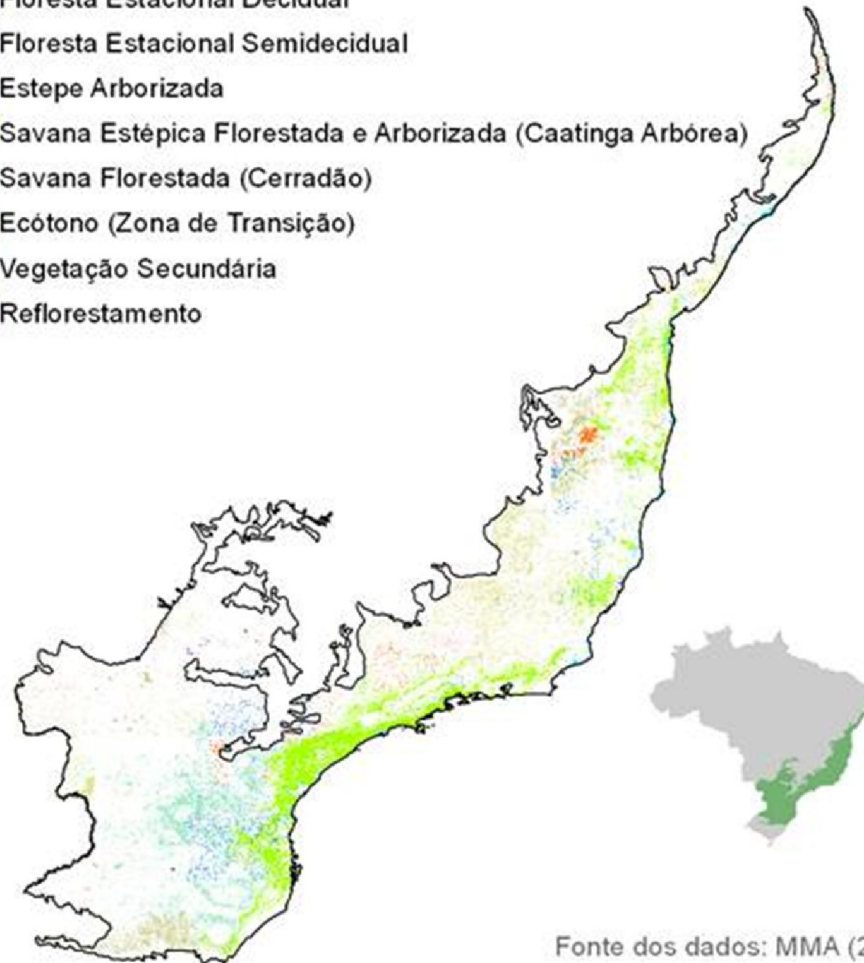 Floresta Estacional Decidual
Floresta Estacional Semidecidual
Estepe Arborizada
Savana Estépica Florestada e Arborizada (Caatinga Arbórea)
Savana Florestada (Cerradão)
Ecótono (Zona de Transição)
Vegetação Secundária
Reflorestamento
Fonte dos dados: MMA (2